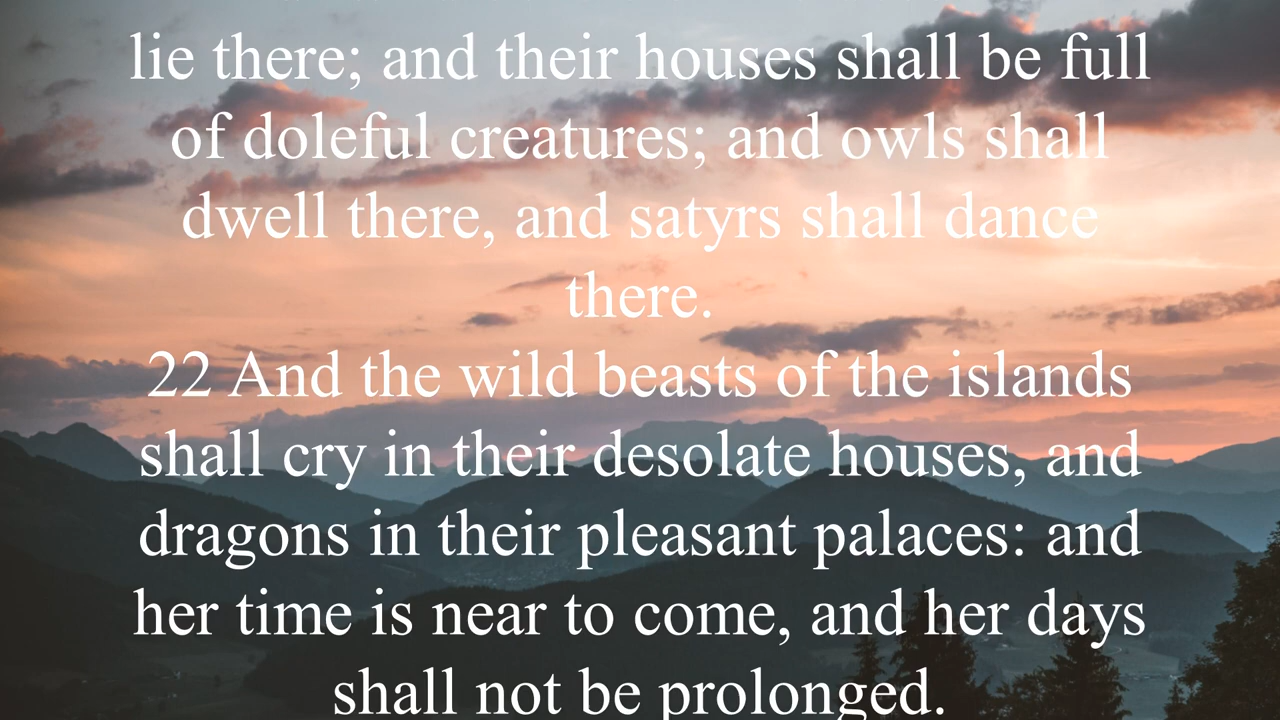 lie there; and their houses shall be full
of doleful creatures; and owls shall
dwell there, and satyrs shall dance
there.
22 And the wild beasts of the islands
shall cry in their desolate houses, and
dragons in their pleasant palaces: and
her time is near to come, and her days
shall not be prolonged.